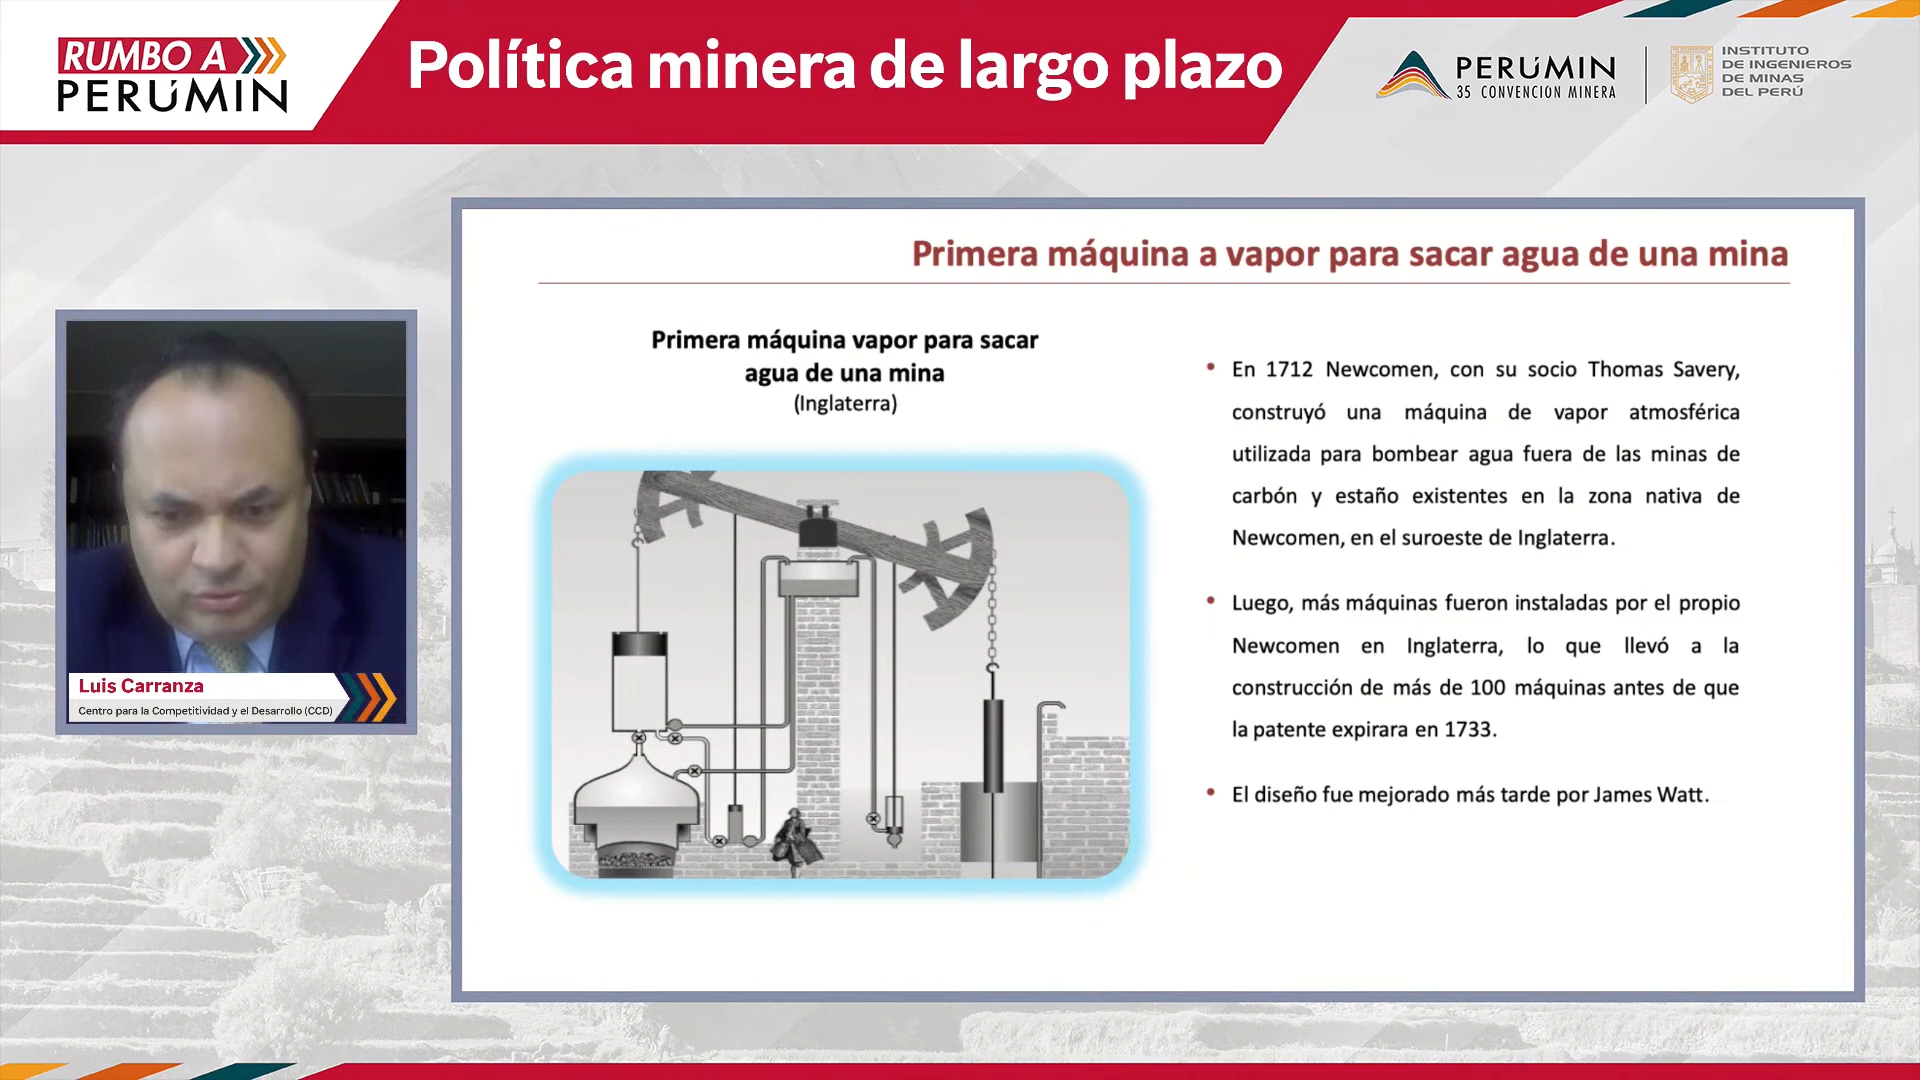 RUMBO A
PERÚMIN
Política minera de largo plazo
PERÚMIN
35 CONVENCIÓN MINERA
INSTITUTO
DE INGENIEROS
DE MINAS
DEL PERÚ
Primera máquina a vapor para sacar agua de una mina
Primera máquina vapor para sacar
agua de una mina
(Inglaterra)
• En 1712 Newcomen, con su socio Thomas Savery,
construyó una máquina de vapor atmosférica
utilizada para bombear agua fuera de las minas de
carbón y estaño existentes en la zona nativa de
Newcomen, en el suroeste de Inglaterra.
• Luego, más máquinas fueron instaladas por el propio
Newcomen en Inglaterra, lo que llevó a la
construcción de más de 100 máquinas antes de que
la patente expirara en 1733.
• El diseño fue mejorado más tarde por James Watt.
Luis Carranza
Centro para la Competitividad y el Desarrollo (CCD)